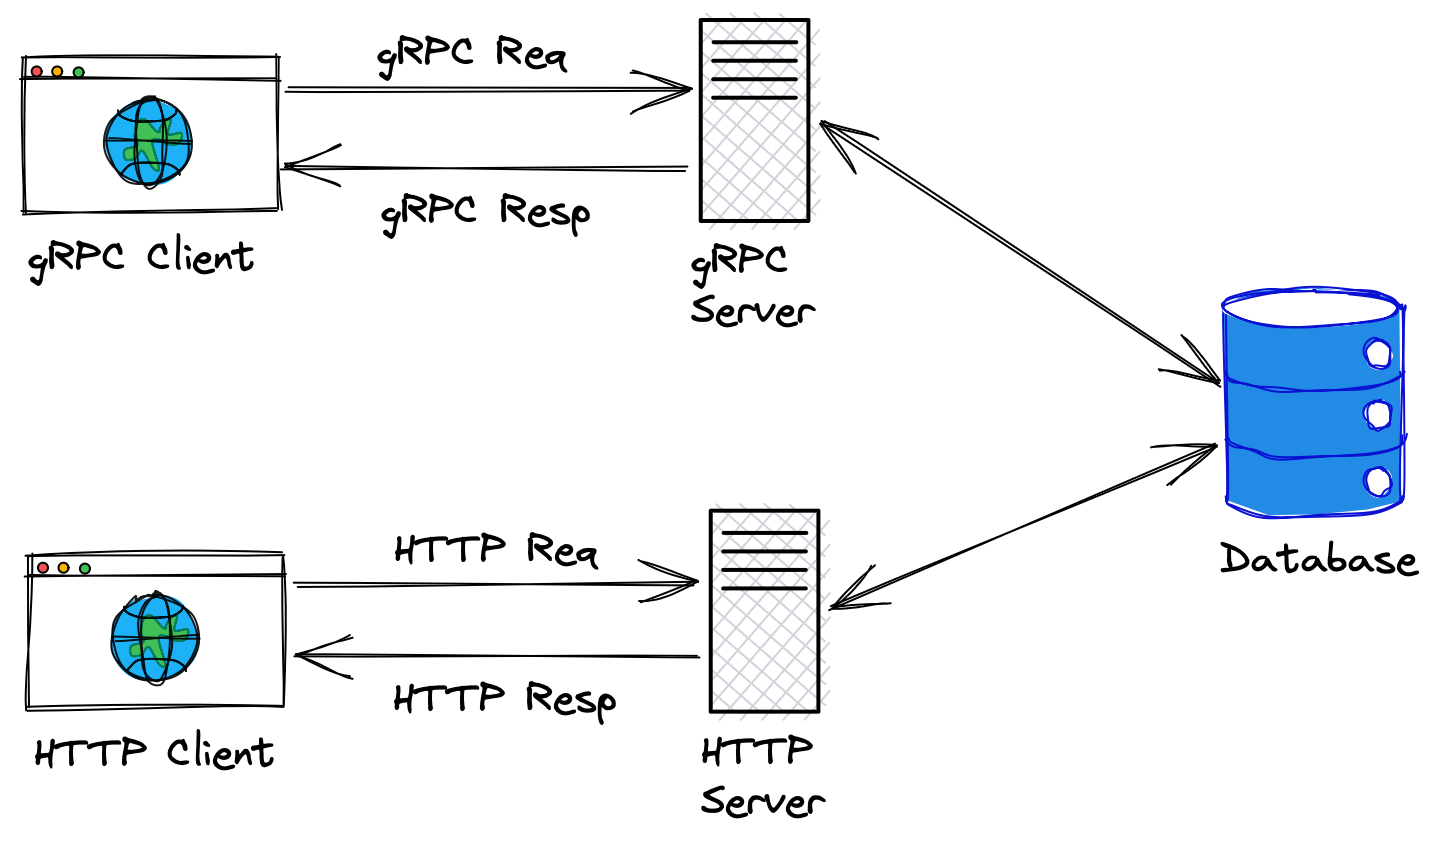 gRPC Req
gRPC Resp
gRPC Client
gRPC
Server
Database
HTTP Req
HTTP Resp
HTTP Client
HTTP
Server